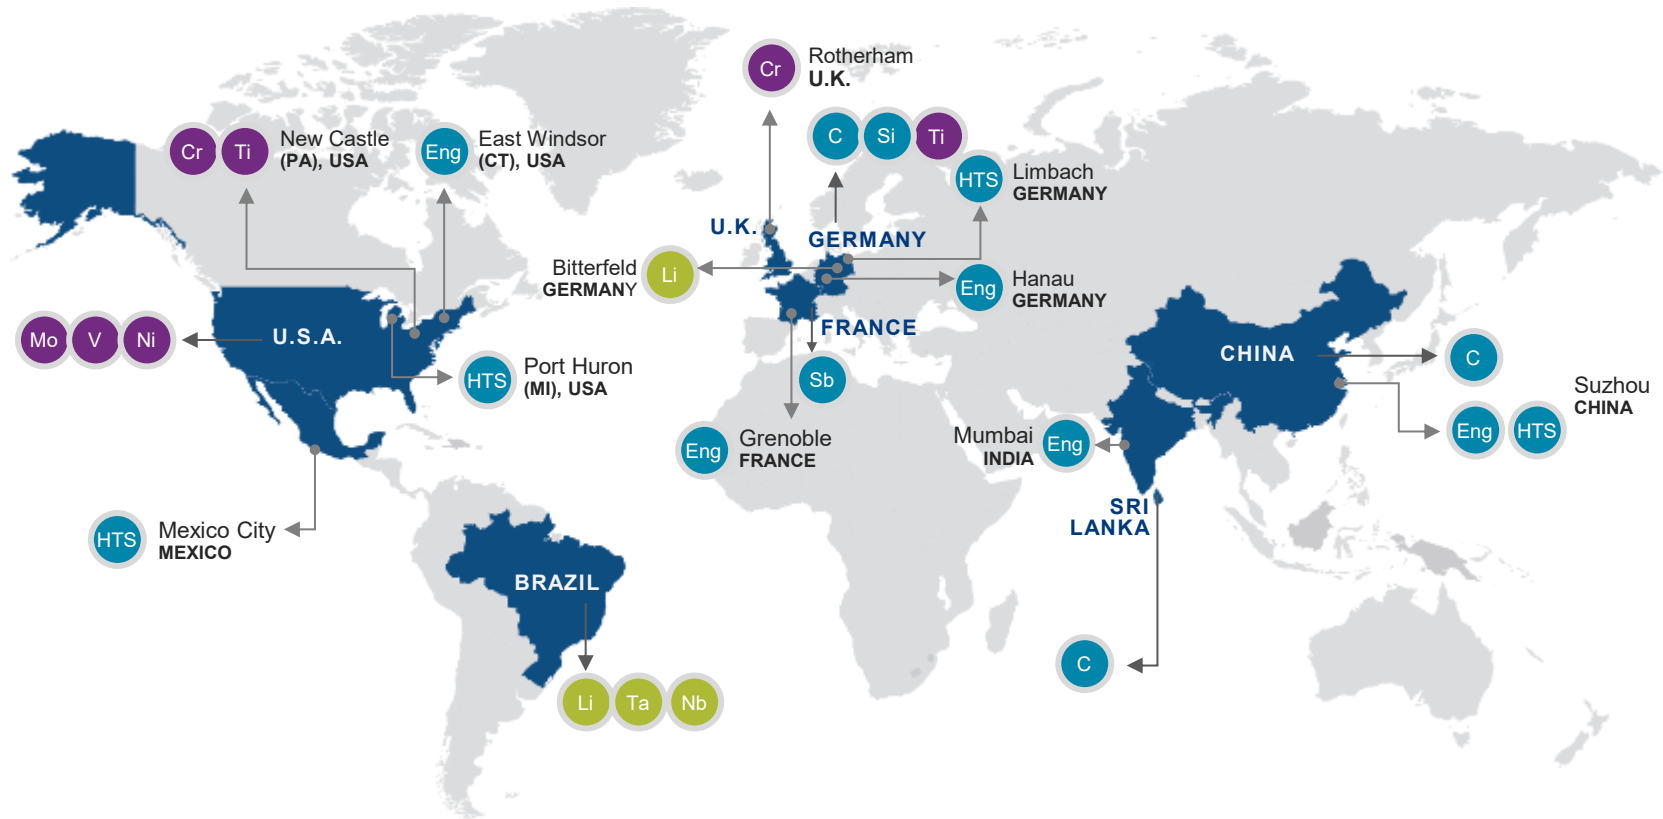 Cr
Rotherham
U.K.
Cr Ti
New Castle
(PA), USA
Eng
East Windsor
(CT), USA
C Si Ti
HTS
Limbach
GERMANY
U.K.
GERMANY
Bitterfeld
GERMANY
Li
Eng
Hanau
GERMANY
Mo V Ni
U.S.A.
FRANCE
CHINA
C
HTS
Port Huron
(MI), USA
Sb
Suzhou
CHINA
Eng HTS
Eng
Grenoble
FRANCE
Mumbai
INDIA
Eng
SRI
LANKA
HTS
Mexico City
MEXICO
BRAZIL
C
Li Ta Nb